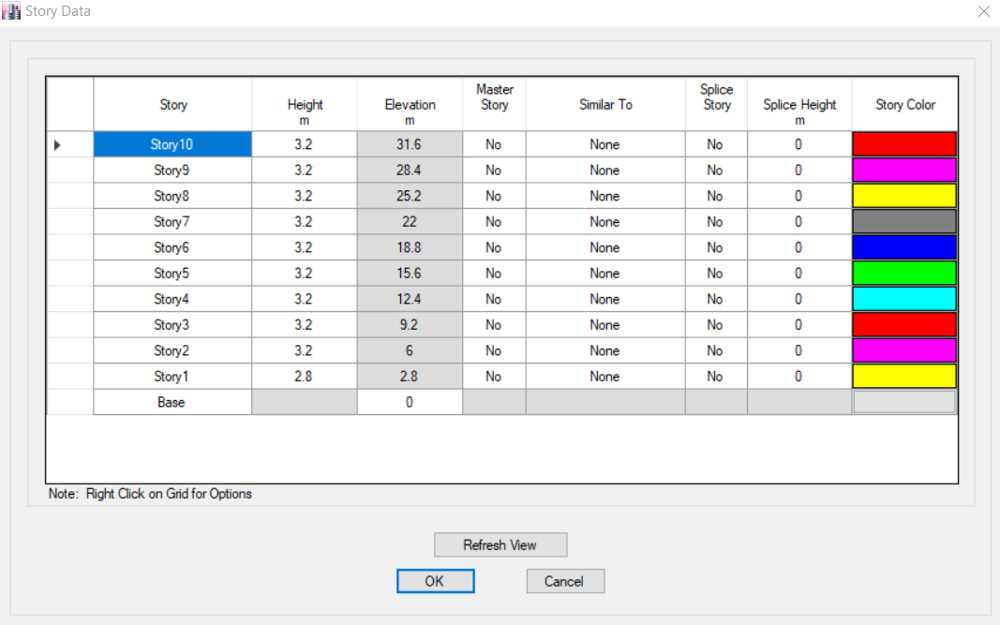 Story Data
Story Height m Elevation m Master Story Similar To Splice Story Splice Height m Story Color
Story10 3.2 31.6 No None No 0
Story9 3.2 28.4 No None No 0
Story8 3.2 25.2 No None No 0
Story7 3.2 22 No None No 0
Story6 3.2 18.8 No None No 0
Story5 3.2 15.6 No None No 0
Story4 3.2 12.4 No None No 0
Story3 3.2 9.2 No None No 0
Story2 3.2 6 No None No 0
Story1 2.8 2.8 No None No 0
Base 0
Note: Right Click on Grid for Options
Refresh View
OK Cancel